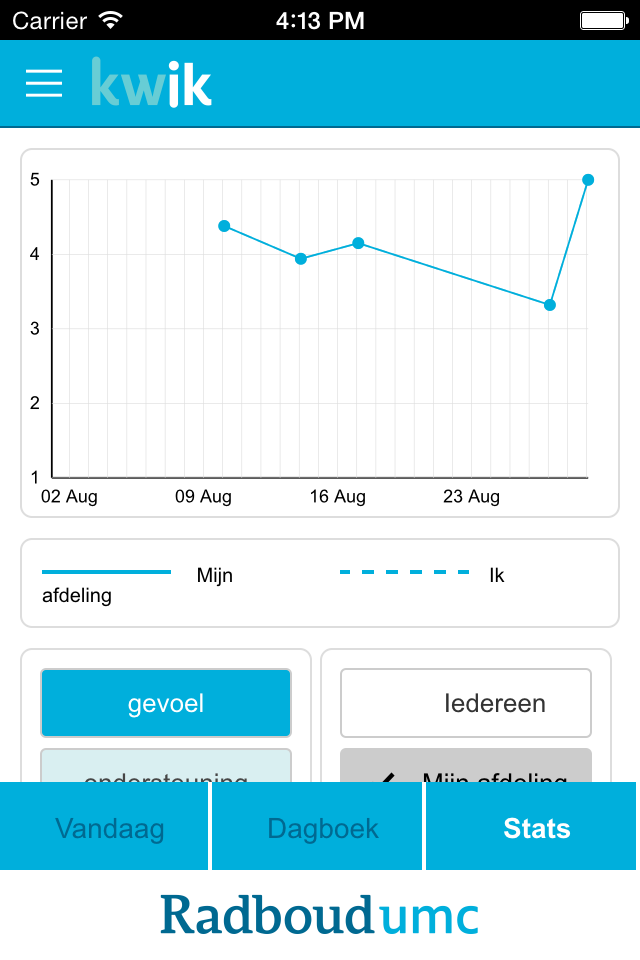 Carrier 4:13 PM
kwik
5
4
3
2
1
02 Aug 09 Aug 16 Aug 23 Aug
Mijn Ik
afdeling
gevoel Iedereen
ondersteuning Mijn afdeling
Vandaag Dagboek Stats
Radboudumc